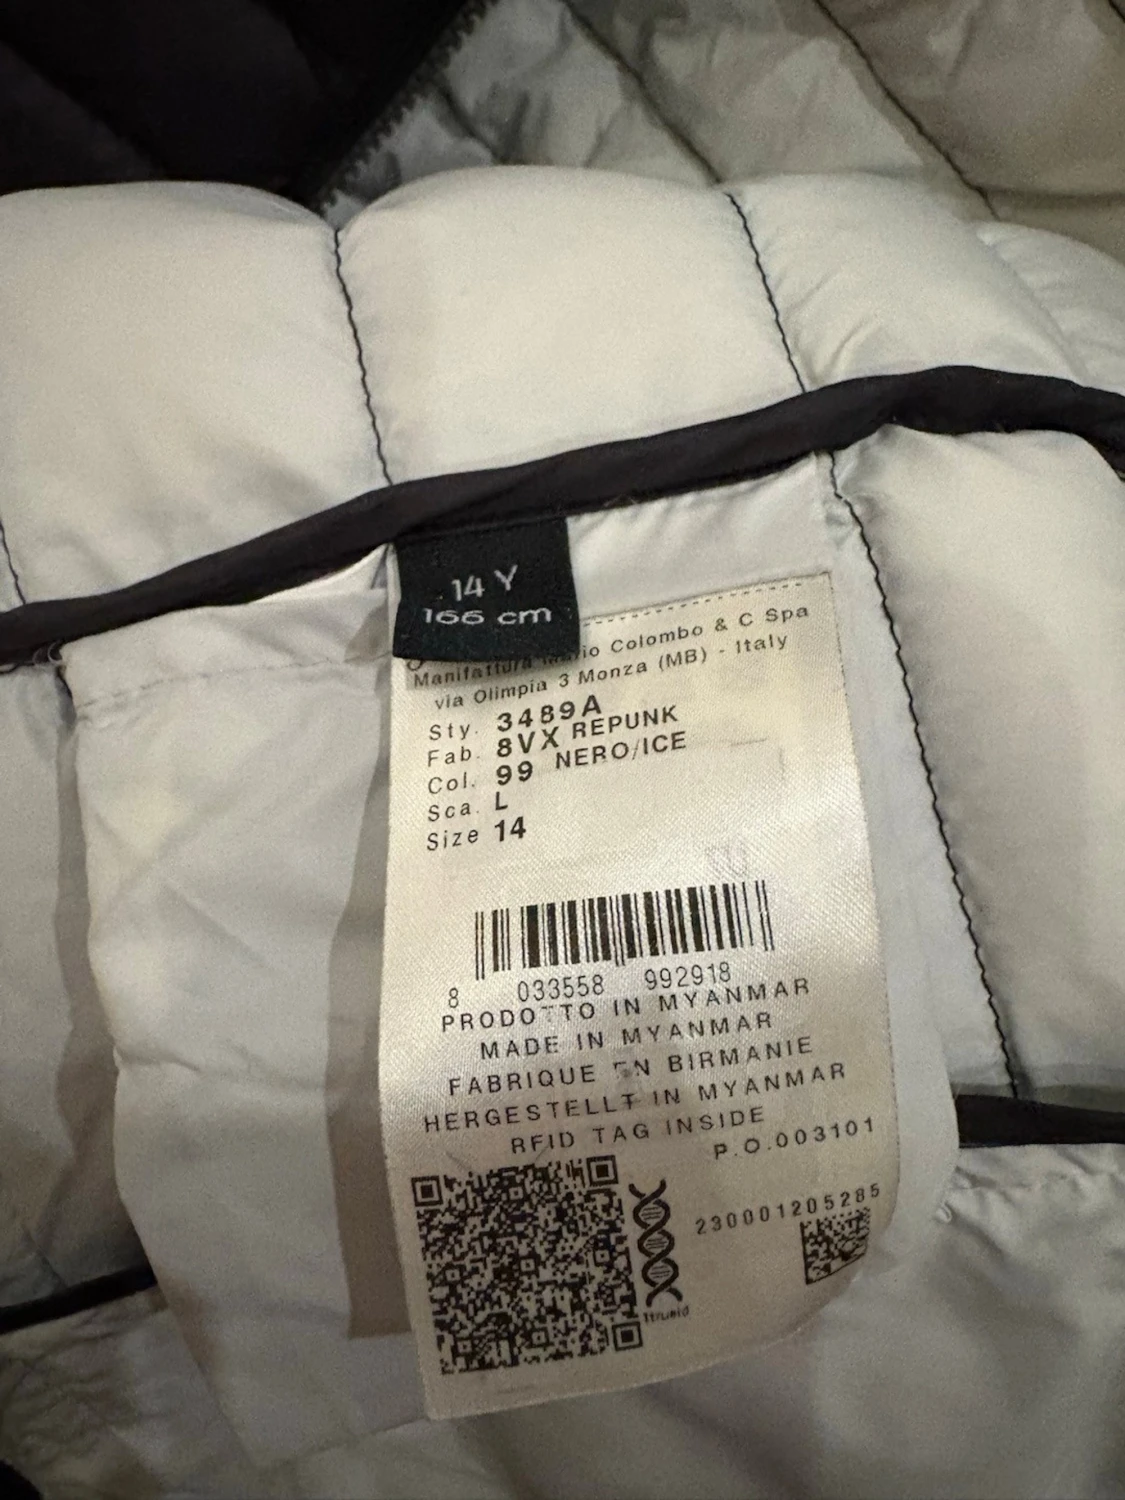 14 Y
166 cm
Manifattura Mario Colombo & C Spa
via Olimpia 3 Monza (MB) - Italy
Sty. 3489A
Fab. 8VX REPUNK
Col. 99 NERO/ICE
Sca. L
Size 14
8 033558 992918
PRODOTTO IN MYANMAR
MADE IN MYANMAR
FABRIQUE EN BIRMANIE
HERGESTELLT IN MYANMAR
RFID TAG INSIDE
P.O.003101
230001205285
1trueid